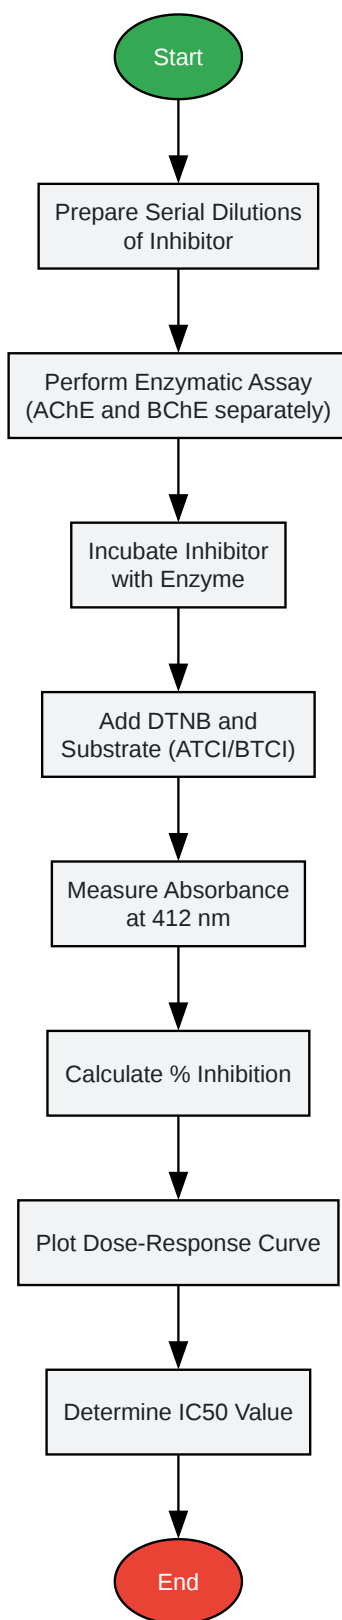 Start
Prepare Serial Dilutions
of Inhibitor
Perform Enzymatic Assay
(AChE and BChE separately)
Incubate Inhibitor
with Enzyme
Add DTNB and
Substrate (ATCI/BTCI)
Measure Absorbance
at 412 nm
Calculate % Inhibition
Plot Dose-Response Curve
Determine IC50 Value
End